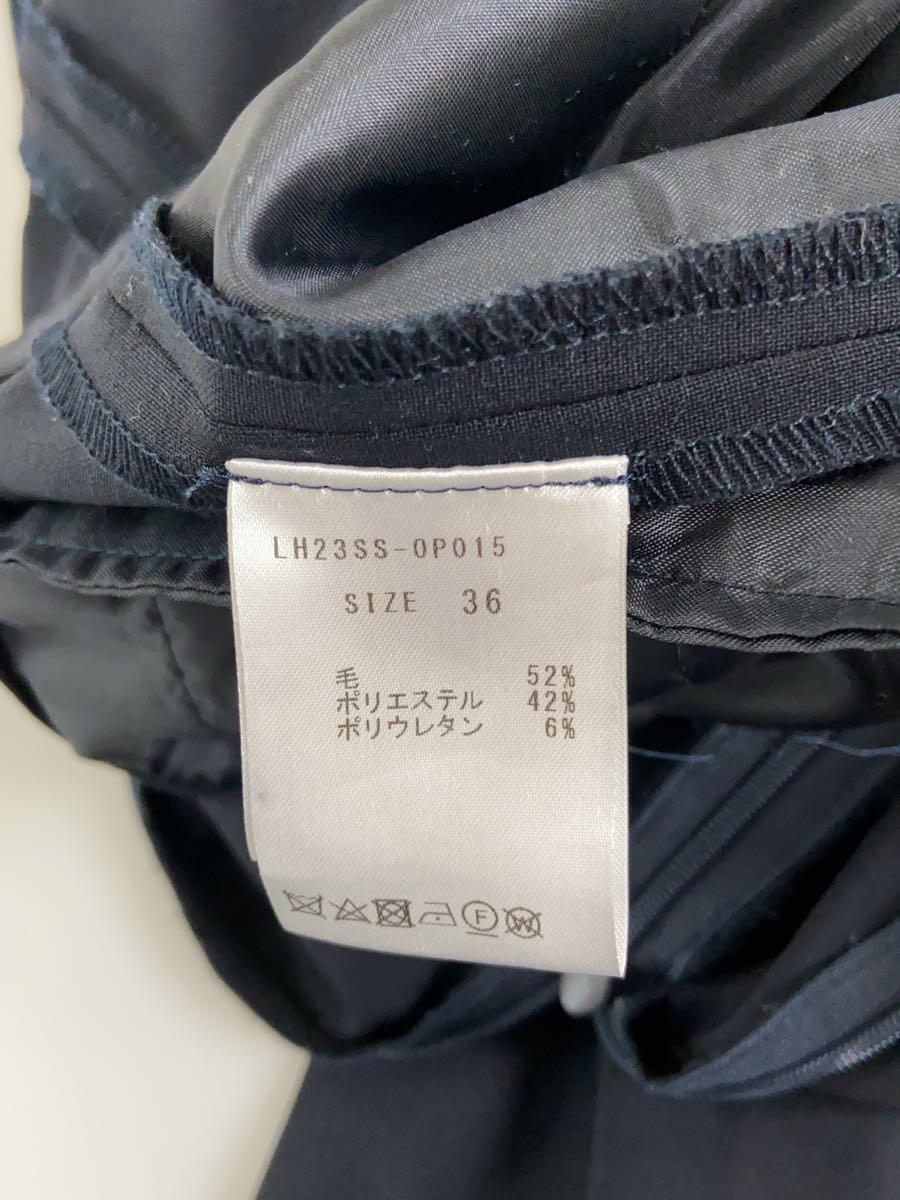 LH23SS-OP015
SIZE 36
毛 52%
ポリエステル 42%
ポリウレタン 6%
F W